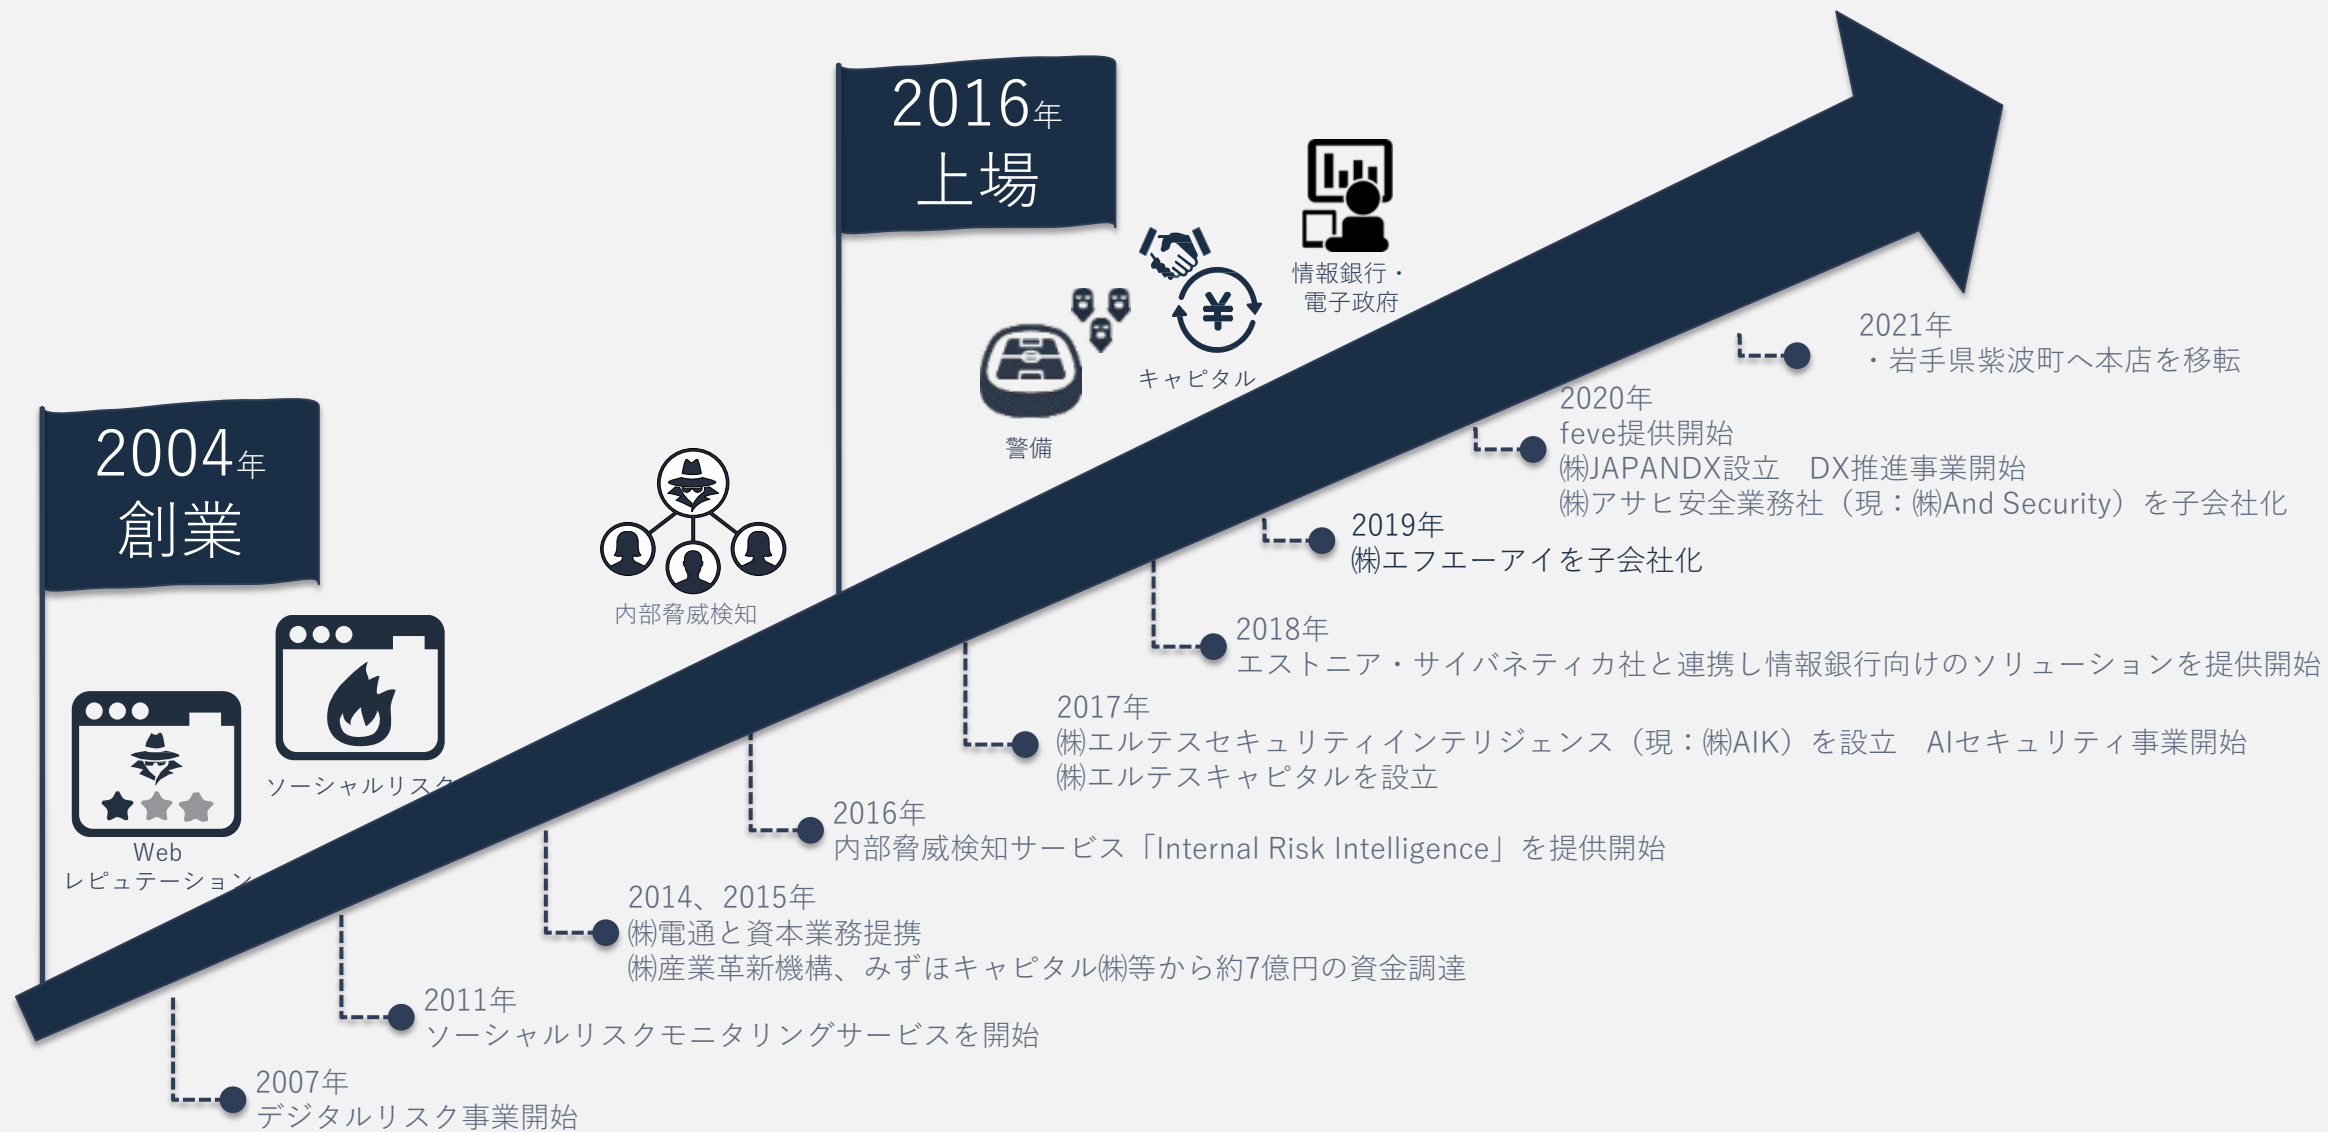 2004年
創業
2016年
上場
Web
レピュテーション
ソーシャルリスク
内部脅威検知
警備
キャピタル
情報銀行・
電子政府
2007年
デジタルリスク事業開始
2011年
ソーシャルリスクモニタリングサービスを開始
2014、2015年
㈱電通と資本業務提携
㈱産業革新機構、みずほキャピタル㈱等から約7億円の資金調達
2016年
内部脅威検知サービス「Internal Risk Intelligence」を提供開始
2017年
㈱エルテスセキュリティインテリジェンス（現：㈱AIK）を設立　AIセキュリティ事業開始
㈱エルテスキャピタルを設立
2018年
エストニア・サイバネティカ社と連携し情報銀行向けのソリューションを提供開始
2019年
㈱エフエーアイを子会社化
2020年
feve提供開始
㈱JAPANDX設立　DX推進事業開始
㈱アサヒ安全業務社（現：㈱And Security）を子会社化
2021年
・岩手県紫波町へ本店を移転